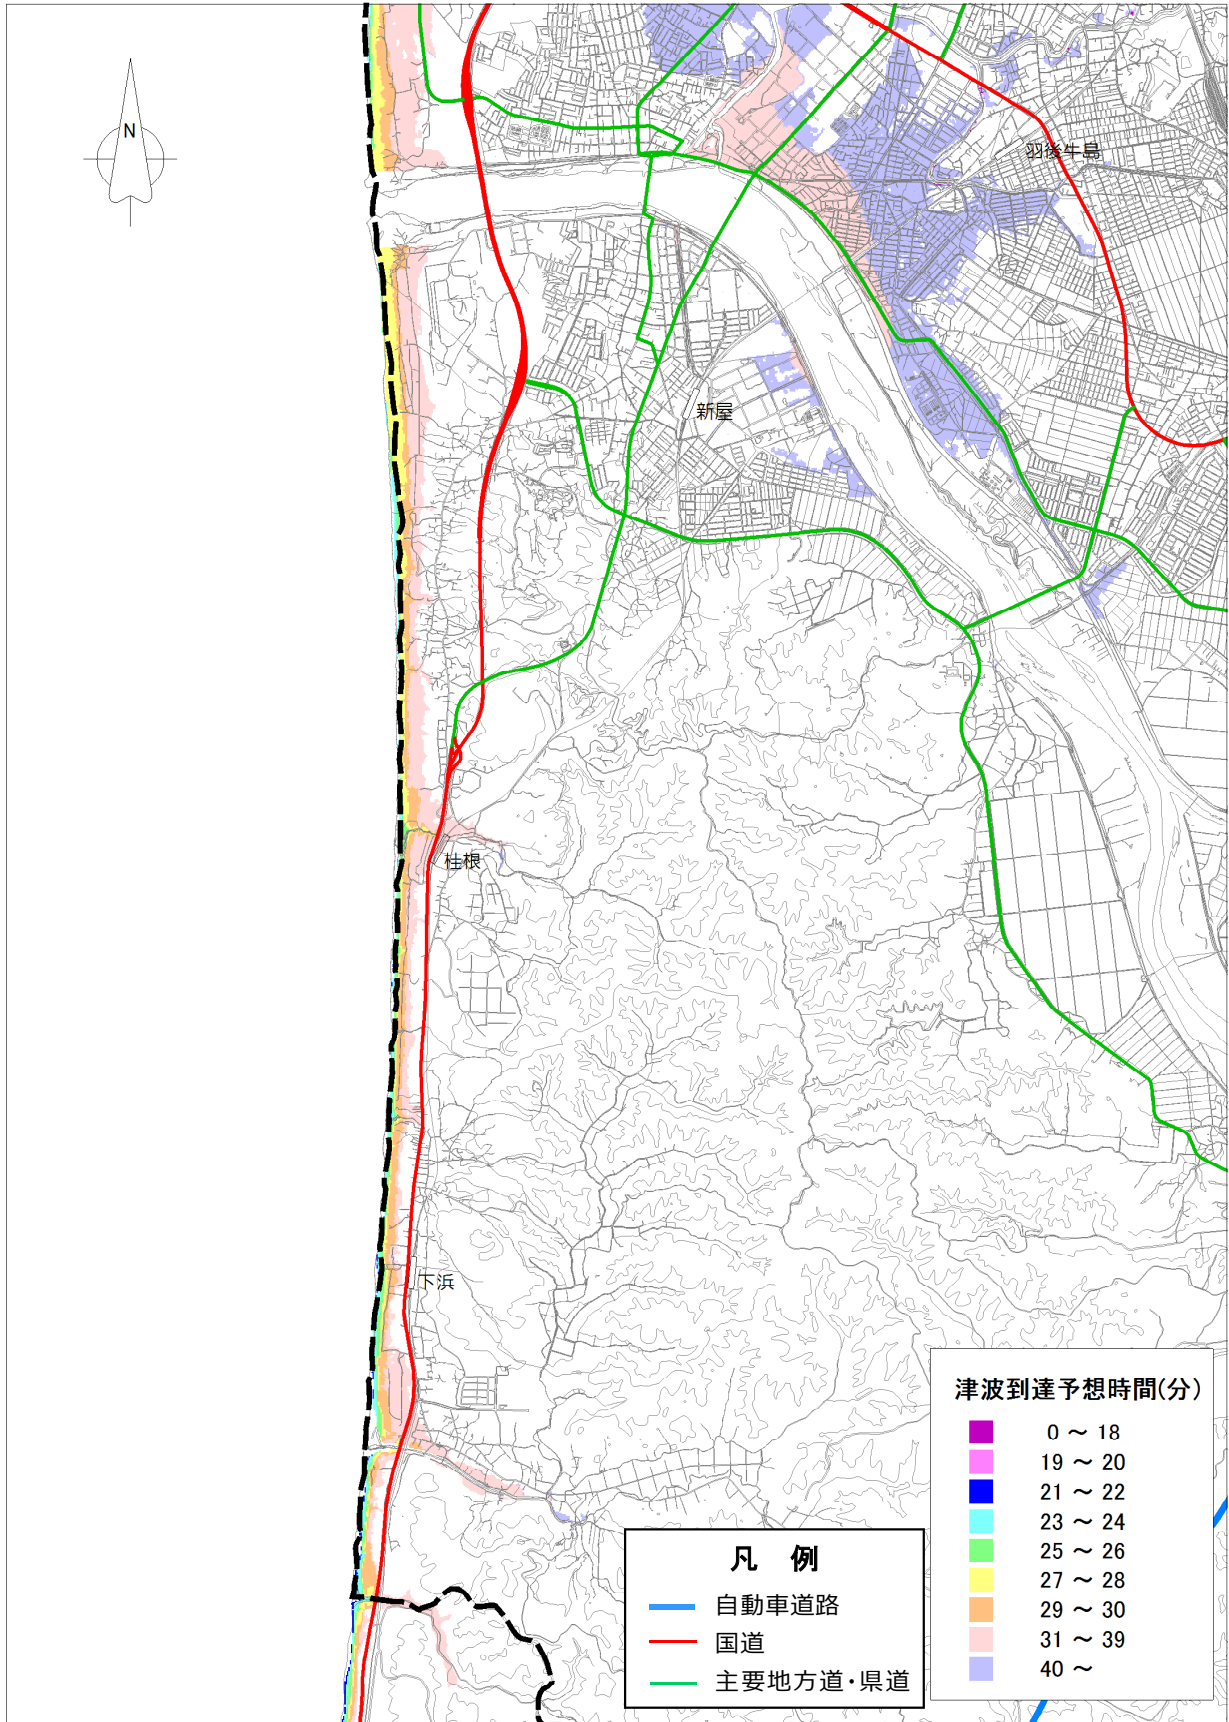 N
羽後牛島
新屋
桂根
下浜
津波到達予想時間(分)
0 ～ 18
19 ～ 20
21 ～ 22
23 ～ 24
25 ～ 26
27 ～ 28
29 ～ 30
31 ～ 39
40 ～
凡 例
自動車道路
国道
主要地方道・県道